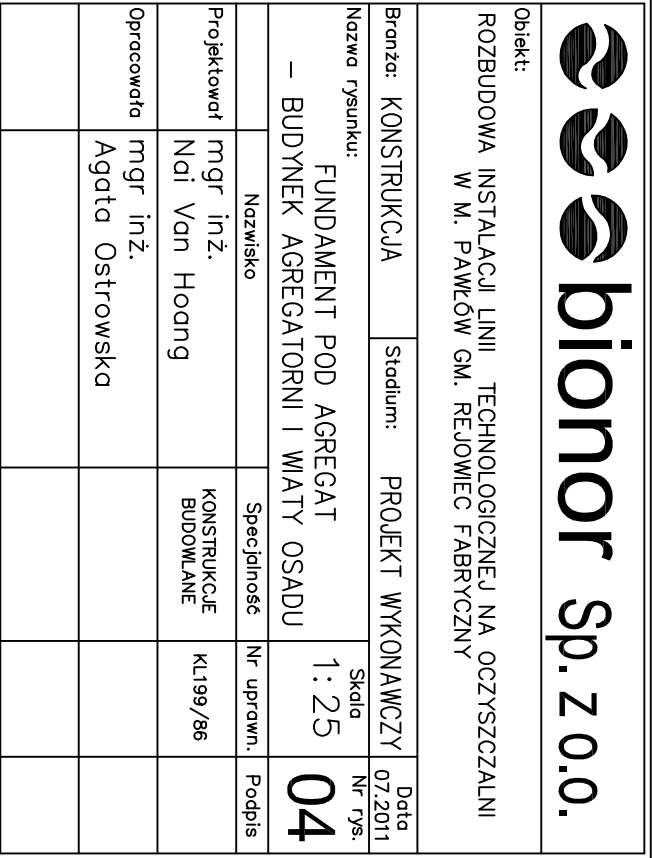 bionor Sp. z o.o.
Obiekt:
ROZBUDOWA INSTALACJI LINII TECHNOLOGICZNEJ NA OCZYSZCZALNI
W M. PAWŁÓW GM. REJOWIEC FABRYCZNY
Branża: KONSTRUKCJA
Stadium: PROJEKT WYKONAWCZY
Data
07.2011
Nazwa rysunku:
FUNDAMENT POD AGREGAT
– BUDYNEK AGREGATORNI I WIATY OSADU
Skala
1:25
Nr rys.
04
Nazwisko
Specjalność
Nr uprawn.
Podpis
Projektował
mgr inż.
Nai Van Hoang
KONSTRUKCJE
BUDOWLANE
KL199/86
Opracowała
mgr inż.
Agata Ostrowska